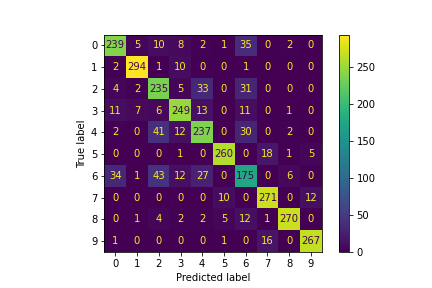 0 239 5 10 8 2 1 35 0 2 0
1 2 294 1 10 0 0 1 0 0 0
2 4 2 235 5 33 0 31 0 0 0
3 11 7 6 249 13 0 11 0 1 0
4 2 0 41 12 237 0 30 0 2 0
5 0 0 0 1 0 260 0 18 1 5
6 34 1 43 12 27 0 175 0 6 0
7 0 0 0 0 0 10 0 271 0 12
8 0 1 4 2 2 5 12 1 270 0
9 1 0 0 0 0 1 0 16 0 267
0 1 2 3 4 5 6 7 8 9
Predicted label
True label
250
200
150
100
50
0